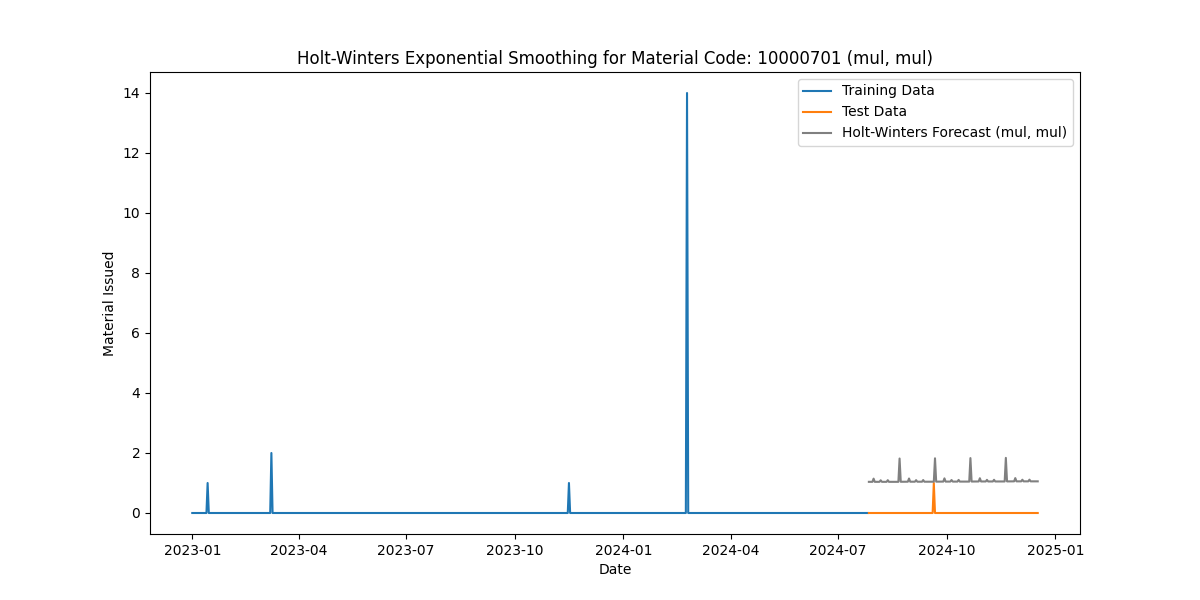 Holt-Winters Exponential Smoothing for Material Code: 10000701 (mul, mul)
Training Data
Test Data
Holt-Winters Forecast (mul, mul)
Material Issued
14
12
10
8
6
4
2
0
2023-01
2023-04
2023-07
2023-10
2024-01
2024-04
2024-07
2024-10
2025-01
Date